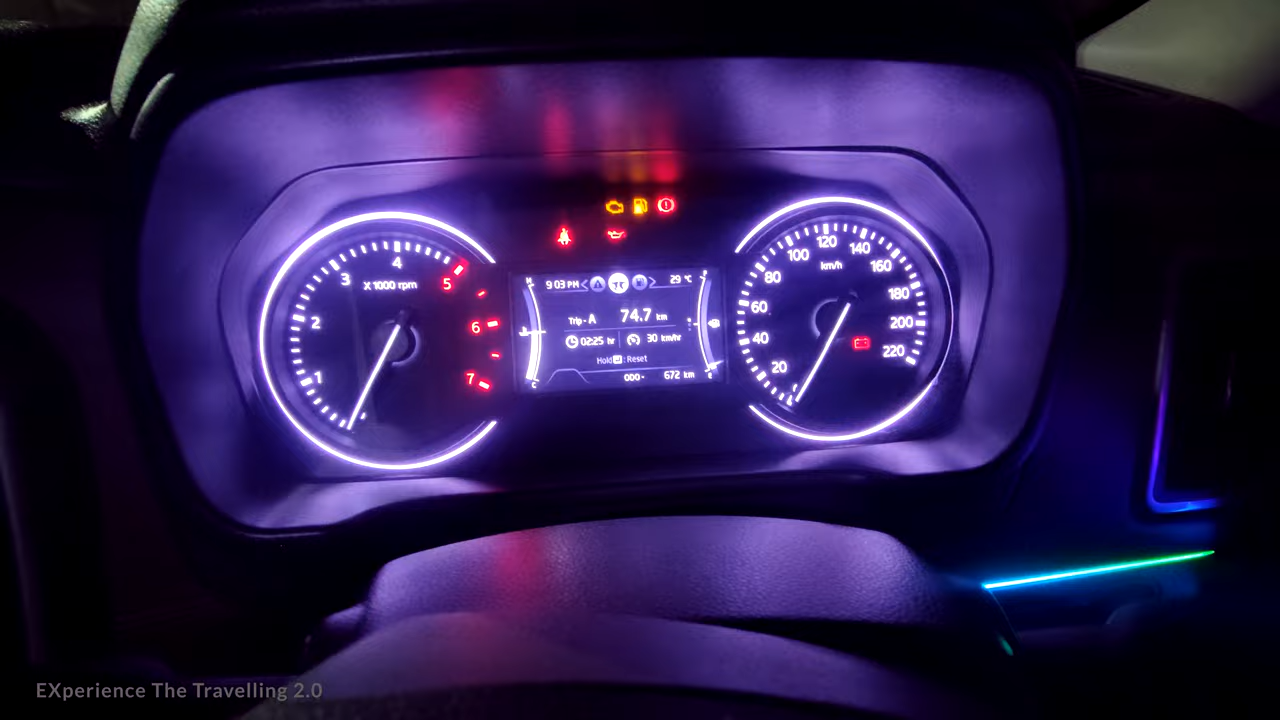 4
3
5
X 1000 rpm
2
6
1
7
H
9:03 PM
29 °C
Trip - A 74.7 km
02:25 hr 30 km/hr
Hold : Reset
000- 672 km
C
E
120
100
140
80
km/h
160
60
180
40
200
20
220
EXperience The Travelling 2.0